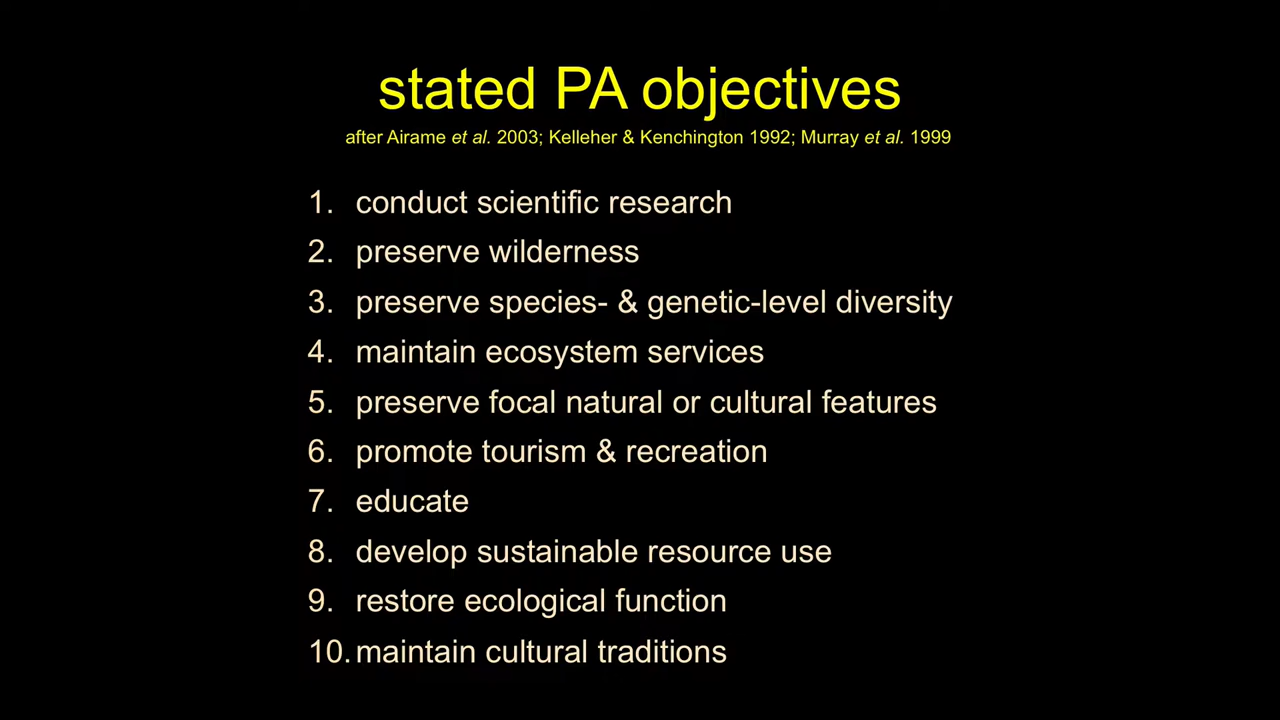 stated PA objectives
after Airame et al. 2003; Kelleher & Kenchington 1992; Murray et al. 1999
1. conduct scientific research
2. preserve wilderness
3. preserve species- & genetic-level diversity
4. maintain ecosystem services
5. preserve focal natural or cultural features
6. promote tourism & recreation
7. educate
8. develop sustainable resource use
9. restore ecological function
10. maintain cultural traditions